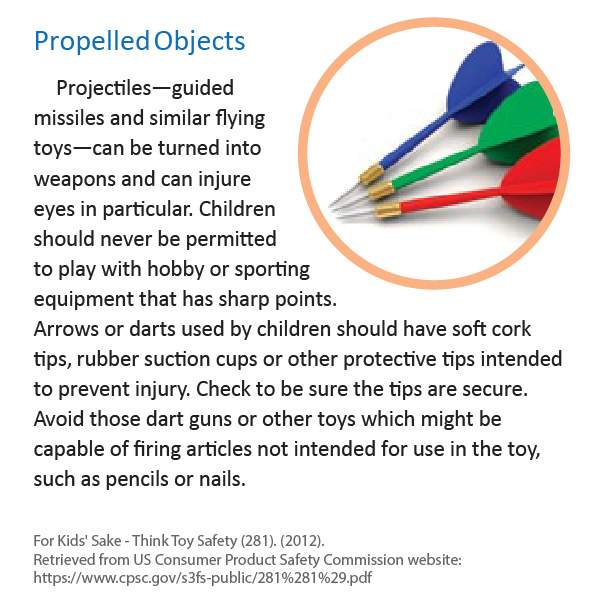 Propelled Objects
Projectiles—guided
missiles and similar flying
toys—can be turned into
weapons and can injure
eyes in particular. Children
should never be permitted
to play with hobby or sporting
equipment that has sharp points.
Arrows or darts used by children should have soft cork
tips, rubber suction cups or other protective tips intended
to prevent injury. Check to be sure the tips are secure.
Avoid those dart guns or other toys which might be
capable of firing articles not intended for use in the toy,
such as pencils or nails.
For Kids' Sake - Think Toy Safety (281). (2012).
Retrieved from US Consumer Product Safety Commission website:
https://www.cpsc.gov/s3fs-public/281%281%29.pdf